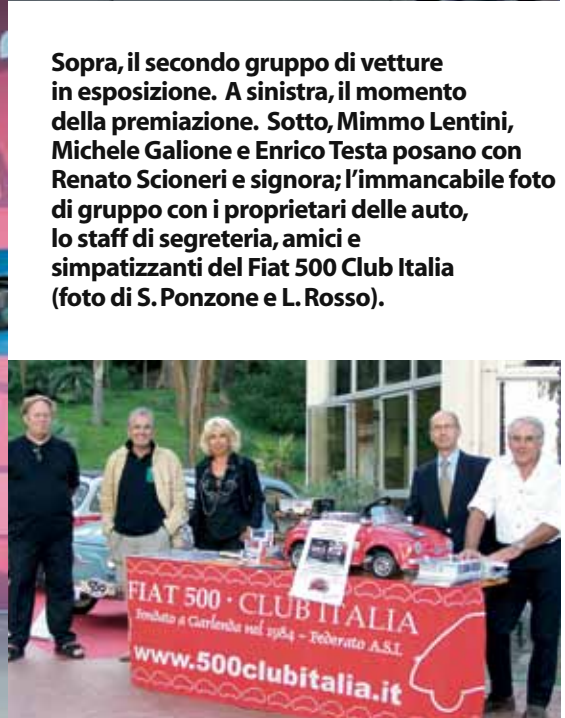 Sopra, il secondo gruppo di vetture
in esposizione. A sinistra, il momento
della premiazione. Sotto, Mimmo Lentini,
Michele Galione e Enrico Testa posano con
Renato Scioneri e signora; l'immancabile foto
di gruppo con i proprietari delle auto,
lo staff di segreteria, amici e
simpatizzanti del Fiat 500 Club Italia
(foto di S. Ponzone e L. Rosso).
FIAT 500 · CLUB ITALIA
fondato a Garlenda nel 1984 - Federato A.S.I.
www.500clubitalia.it